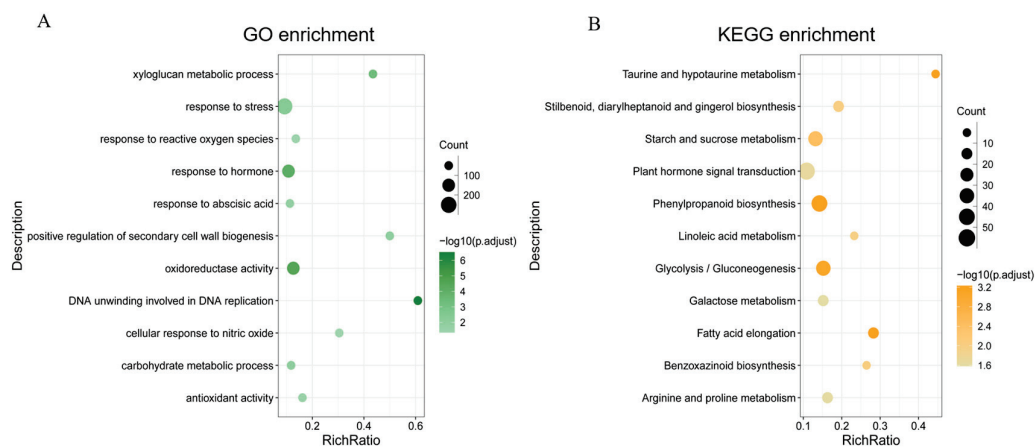 A
GO enrichment
Description
xyloglucan metabolic process
response to stress
response to reactive oxygen species
response to hormone
response to abscisic acid
positive regulation of secondary cell wall biogenesis
oxidoreductase activity
DNA unwinding involved in DNA replication
cellular response to nitric oxide
carbohydrate metabolic process
antioxidant activity
0.2 0.4 0.6
RichRatio
Count
100
200
−log10(p.adjust)
6
5
4
3
2
B
KEGG enrichment
Description
Taurine and hypotaurine metabolism
Stilbenoid, diarylheptanoid and gingerol biosynthesis
Starch and sucrose metabolism
Plant hormone signal transduction
Phenylpropanoid biosynthesis
Linoleic acid metabolism
Glycolysis / Gluconeogenesis
Galactose metabolism
Fatty acid elongation
Benzoxazinoid biosynthesis
Arginine and proline metabolism
0.1 0.2 0.3 0.4
RichRatio
Count
10
20
30
40
50
−log10(p.adjust)
3.2
2.8
2.4
2.0
1.6